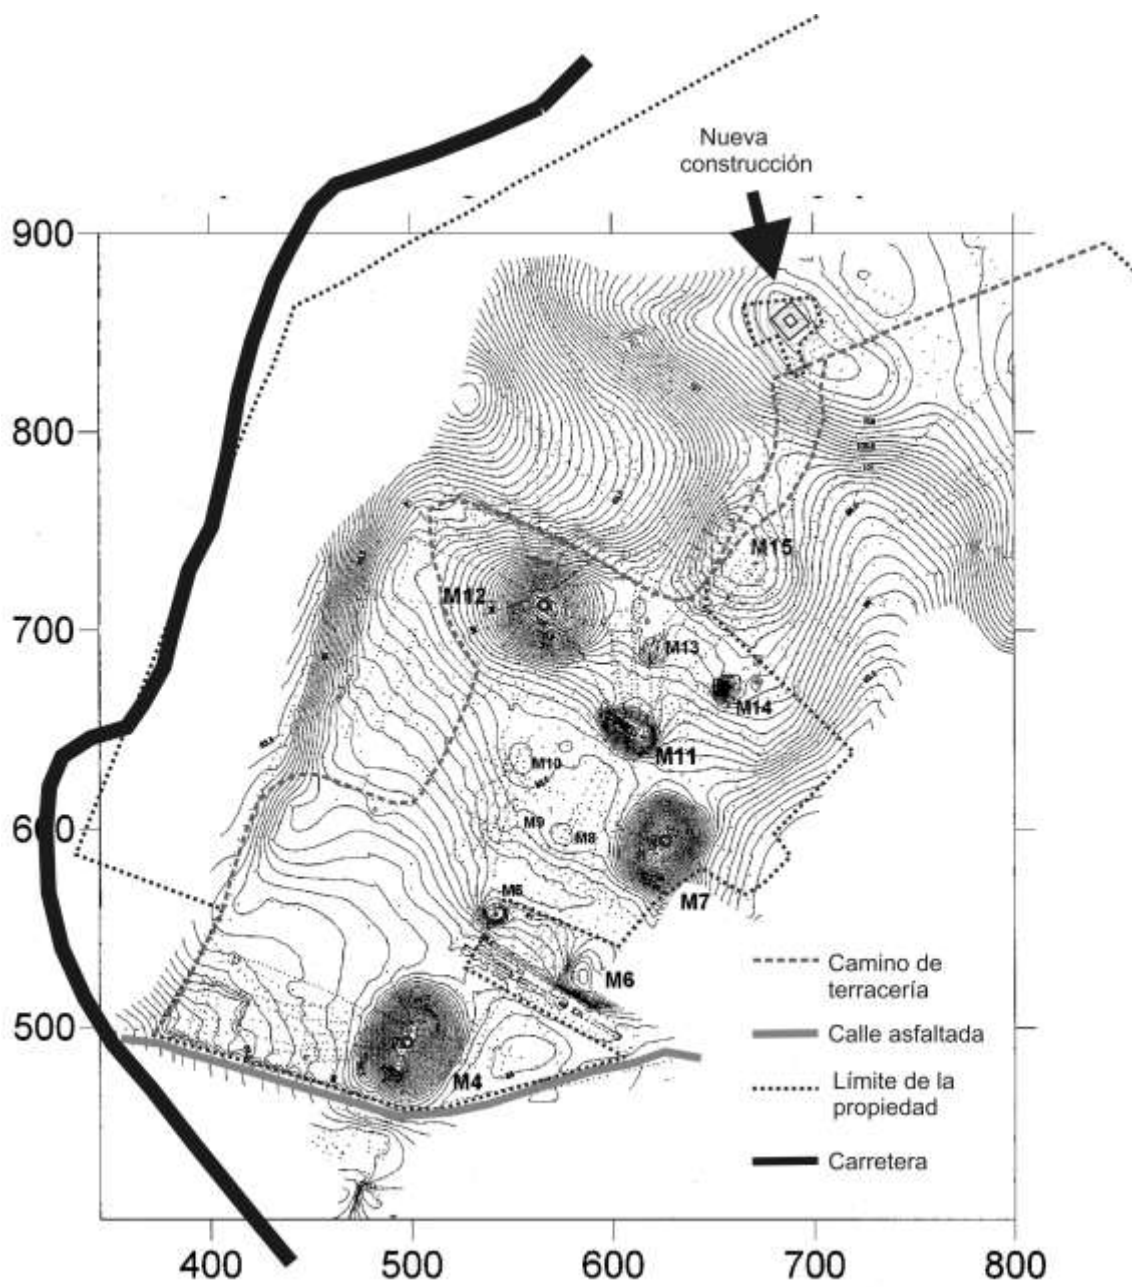 Nueva
construcción
900
800
M15
M12
700
M13
M14
M11
M10
600
M9
M8
M6
M7
M6
Camino de
terracería
500
Calle asfaltada
M4
Límite de la
propiedad
Carretera
400
500
600
700
800